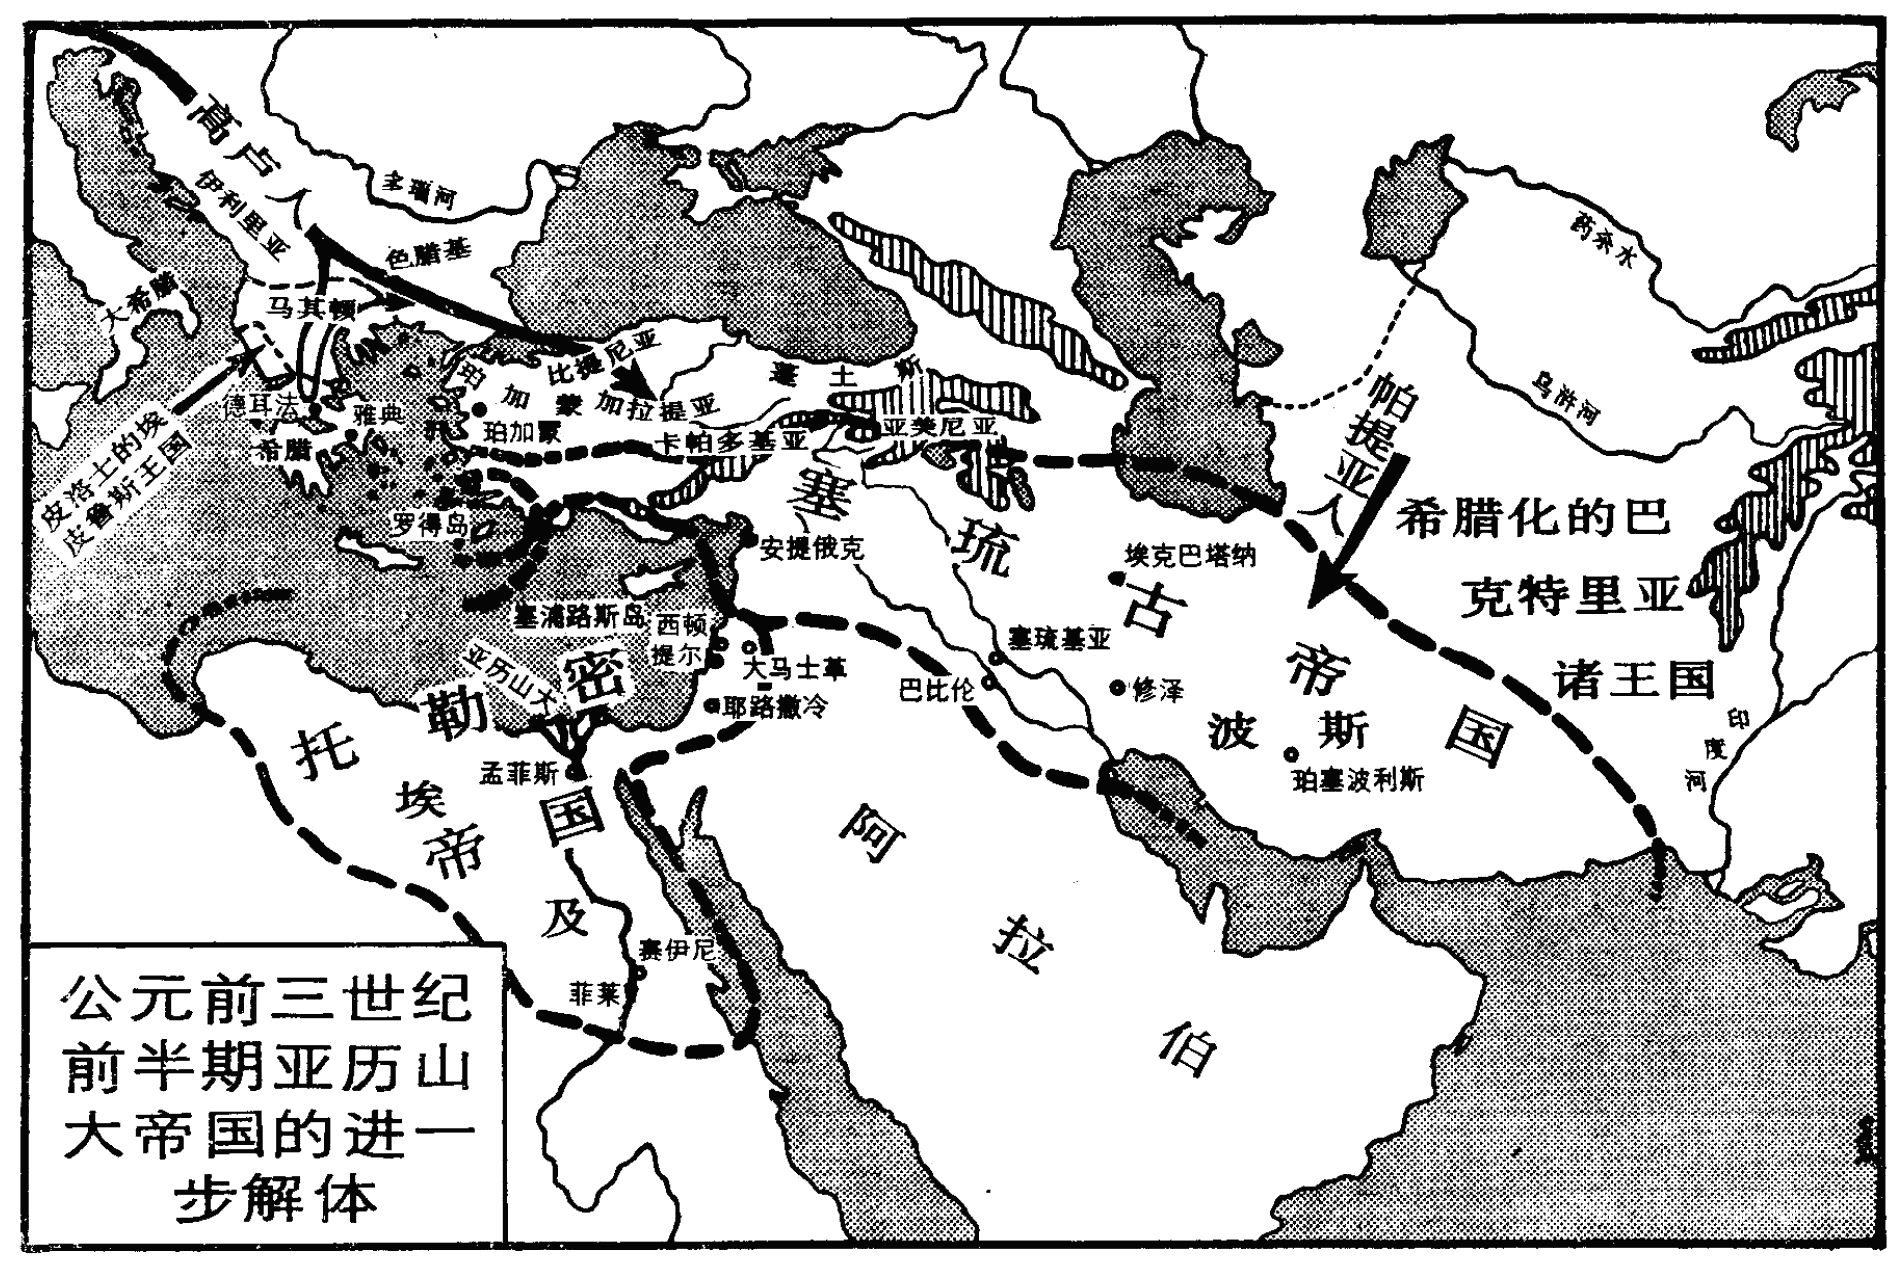 高卢人
伊利里亚
多瑙河
色腊基
马其顿
大希腊
德耳法
雅典
希腊
皮洛士的埃
皮鲁斯王国
罗得岛
珀加蒙
珀加蒙
比提尼亚
加拉提亚
蓬土斯
卡帕多基亚
亚美尼亚
药杀水
乌浒河
帕提亚人
希腊化的巴
克特里亚
诸王国
印度河
塞琉古帝国
安提俄克
埃克巴塔纳
塞浦路斯岛
西顿
提尔
大马士革
耶路撒冷
塞琉基亚
巴比伦
修泽
波斯
珀塞波利斯
亚历山大
托勒密
帝国
埃及
孟菲斯
赛伊尼
菲莱
阿拉伯
公元前三世纪
前半期亚历山
大帝国的进一
步解体